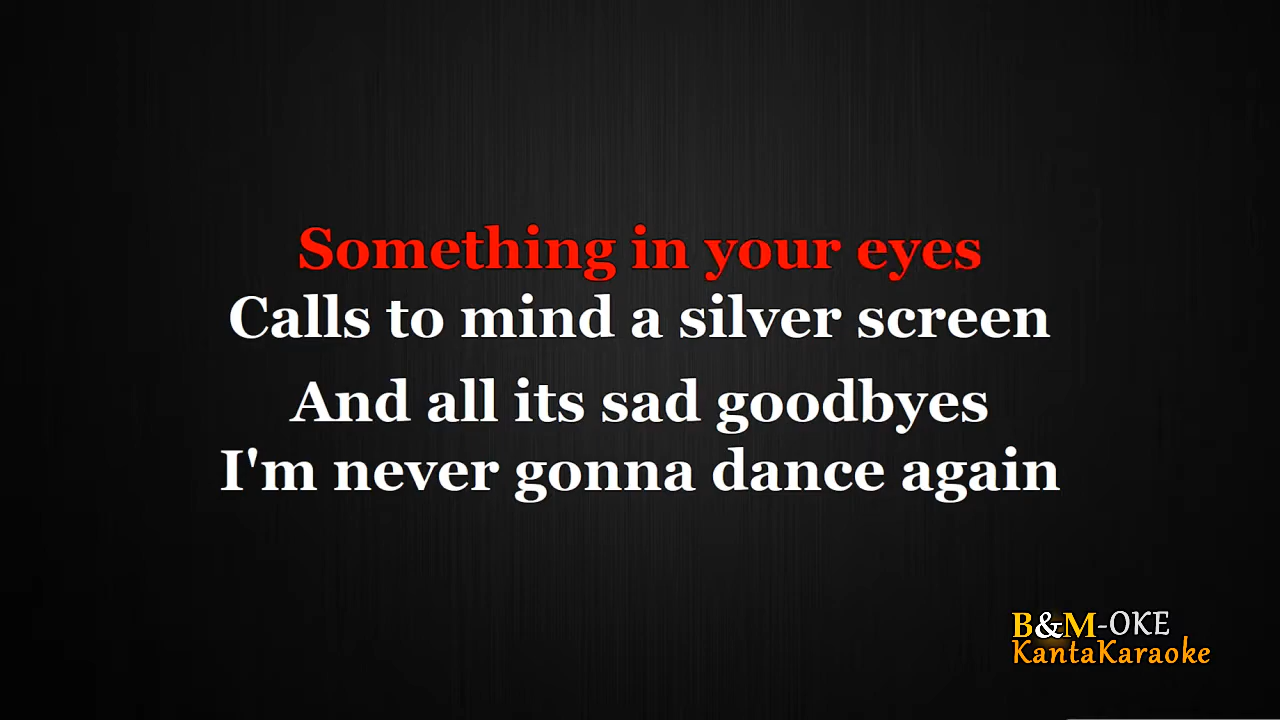 Something in your eyes
Calls to mind a silver screen
And all its sad goodbyes
I'm never gonna dance again
B&M-OKE
KantaKaraoke